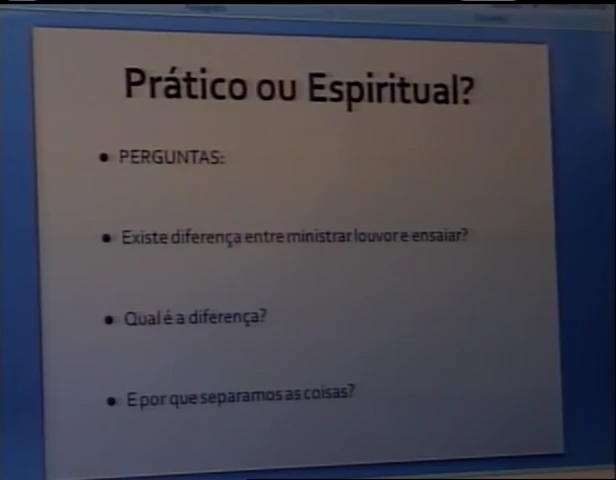 Prático ou Espiritual?
• PERGUNTAS:
• Existe diferença entre ministrar louvor e ensaiar?
• Qual é a diferença?
• E por que separamos as coisas?